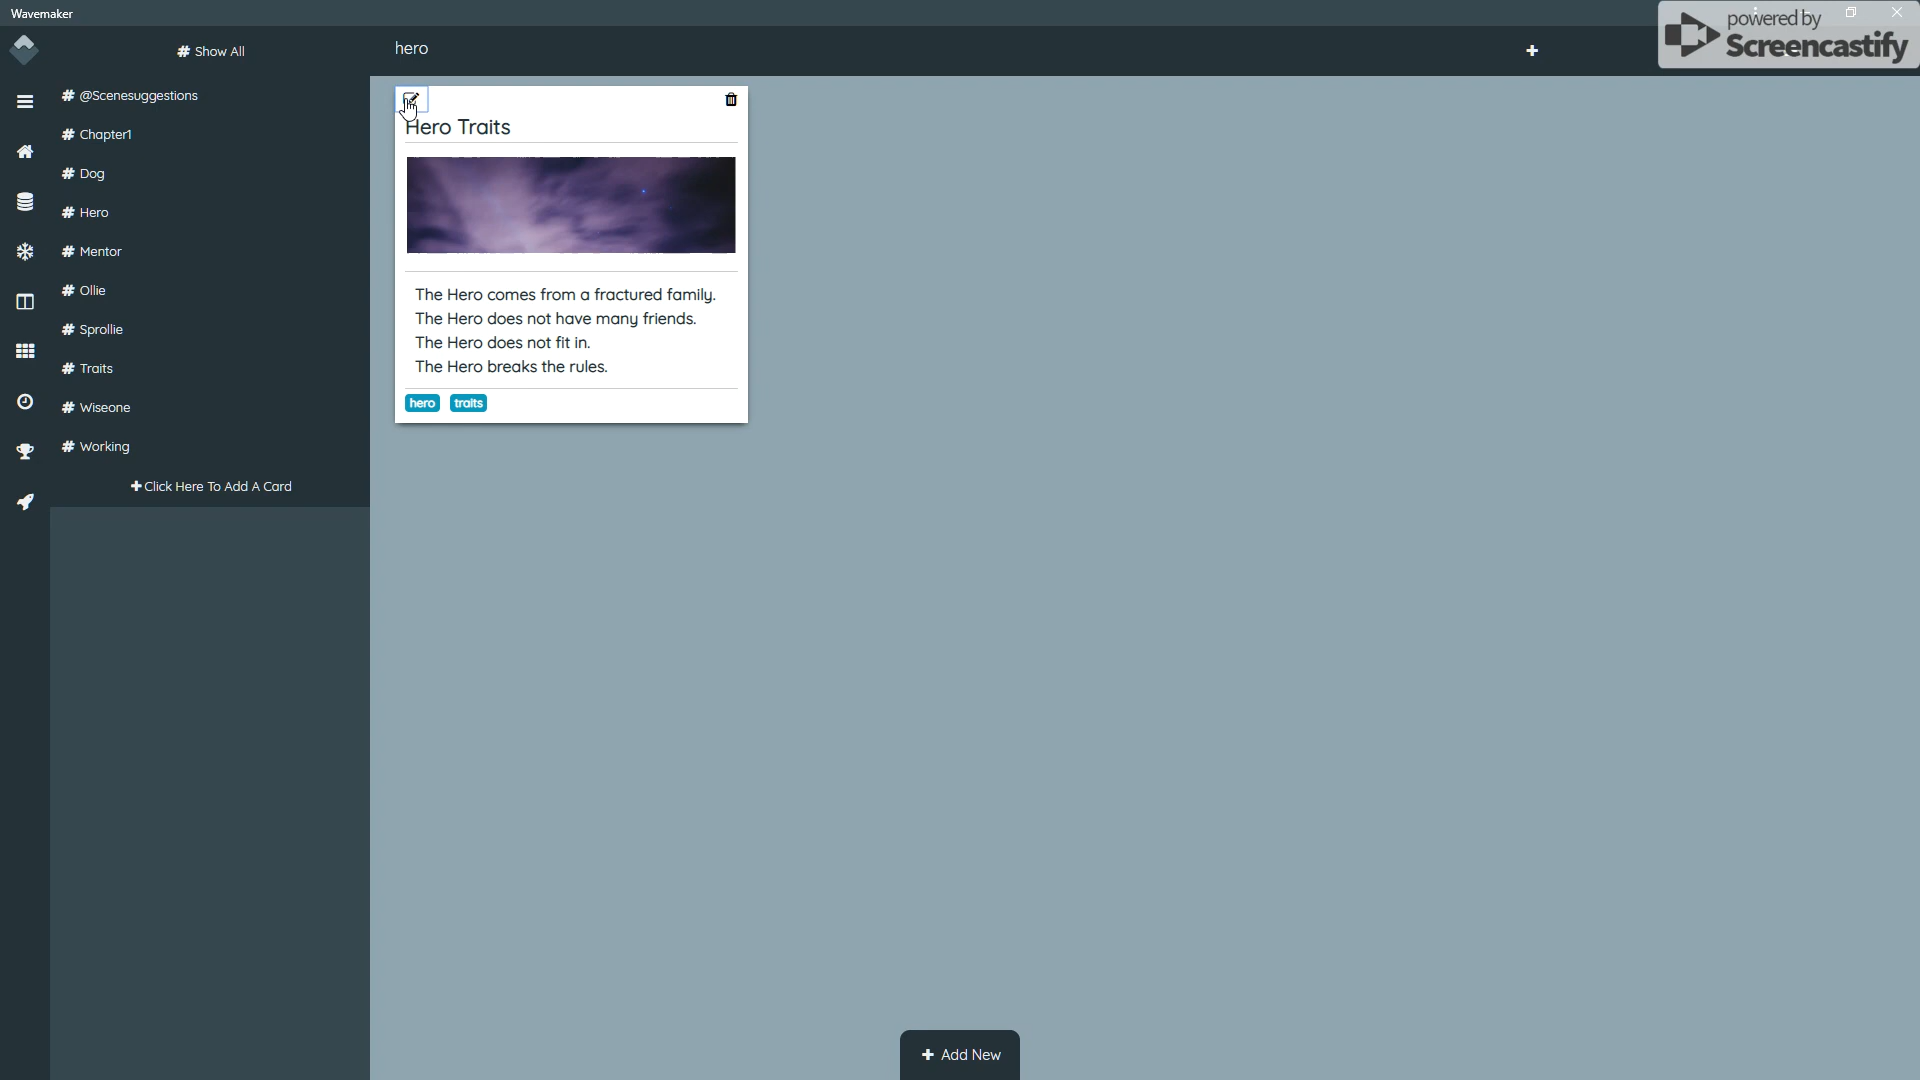 Wavemaker
powered by
Screencastify
# Show All
hero
# @Scenesuggestions
# Chapter1
# Dog
# Hero
# Mentor
# Ollie
# Sprollie
# Traits
# Wiseone
# Working
+ Click Here To Add A Card
Hero Traits
The Hero comes from a fractured family.
The Hero does not have many friends.
The Hero does not fit in.
The Hero breaks the rules.
hero traits
+ Add New